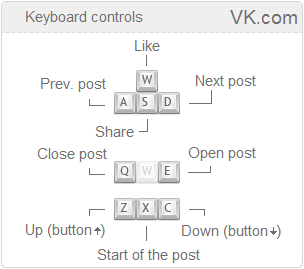 Keyboard controls VK.com
Like
W
Prev. post Next post
A S D
Share
Close post Open post
Q W E
Z X C
Up (button↑) Down (button↓)
Start of the post